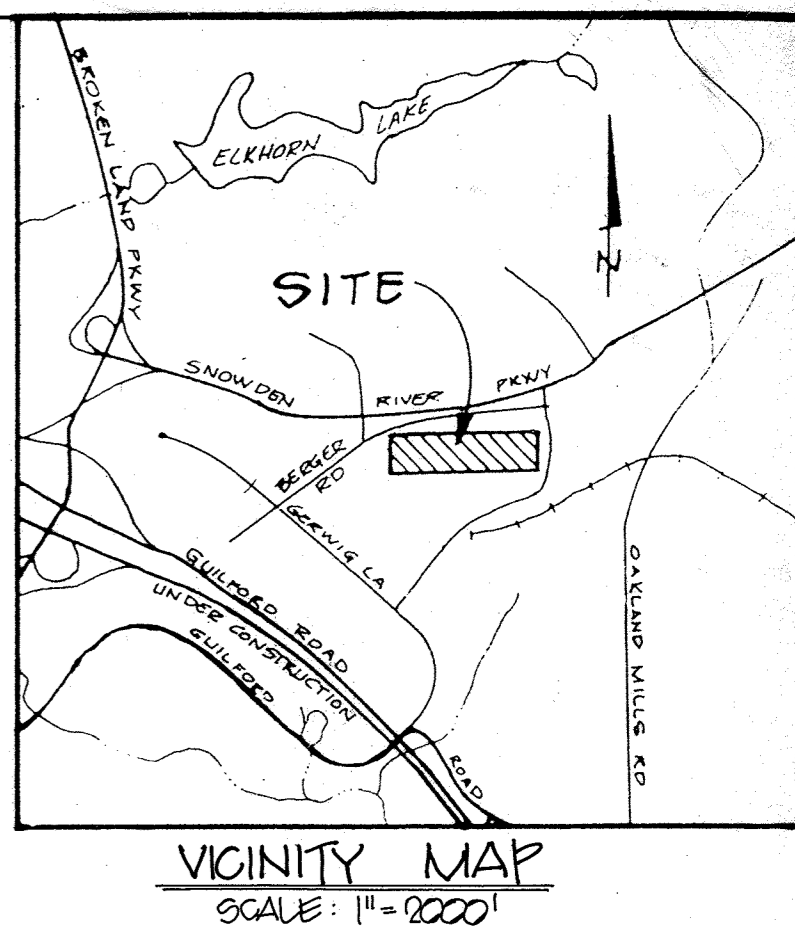 BROKEN LAND PKWY
ELKHORN LAKE
N
SITE
SNOWDEN RIVER PKWY
BERGER RD
GERWIG LA
GUILFORD ROAD
UNDER CONSTRUCTION
GUILFORD ROAD
OAKLAND MILLS RD
VICINITY MAP
SCALE: 1"=2000'